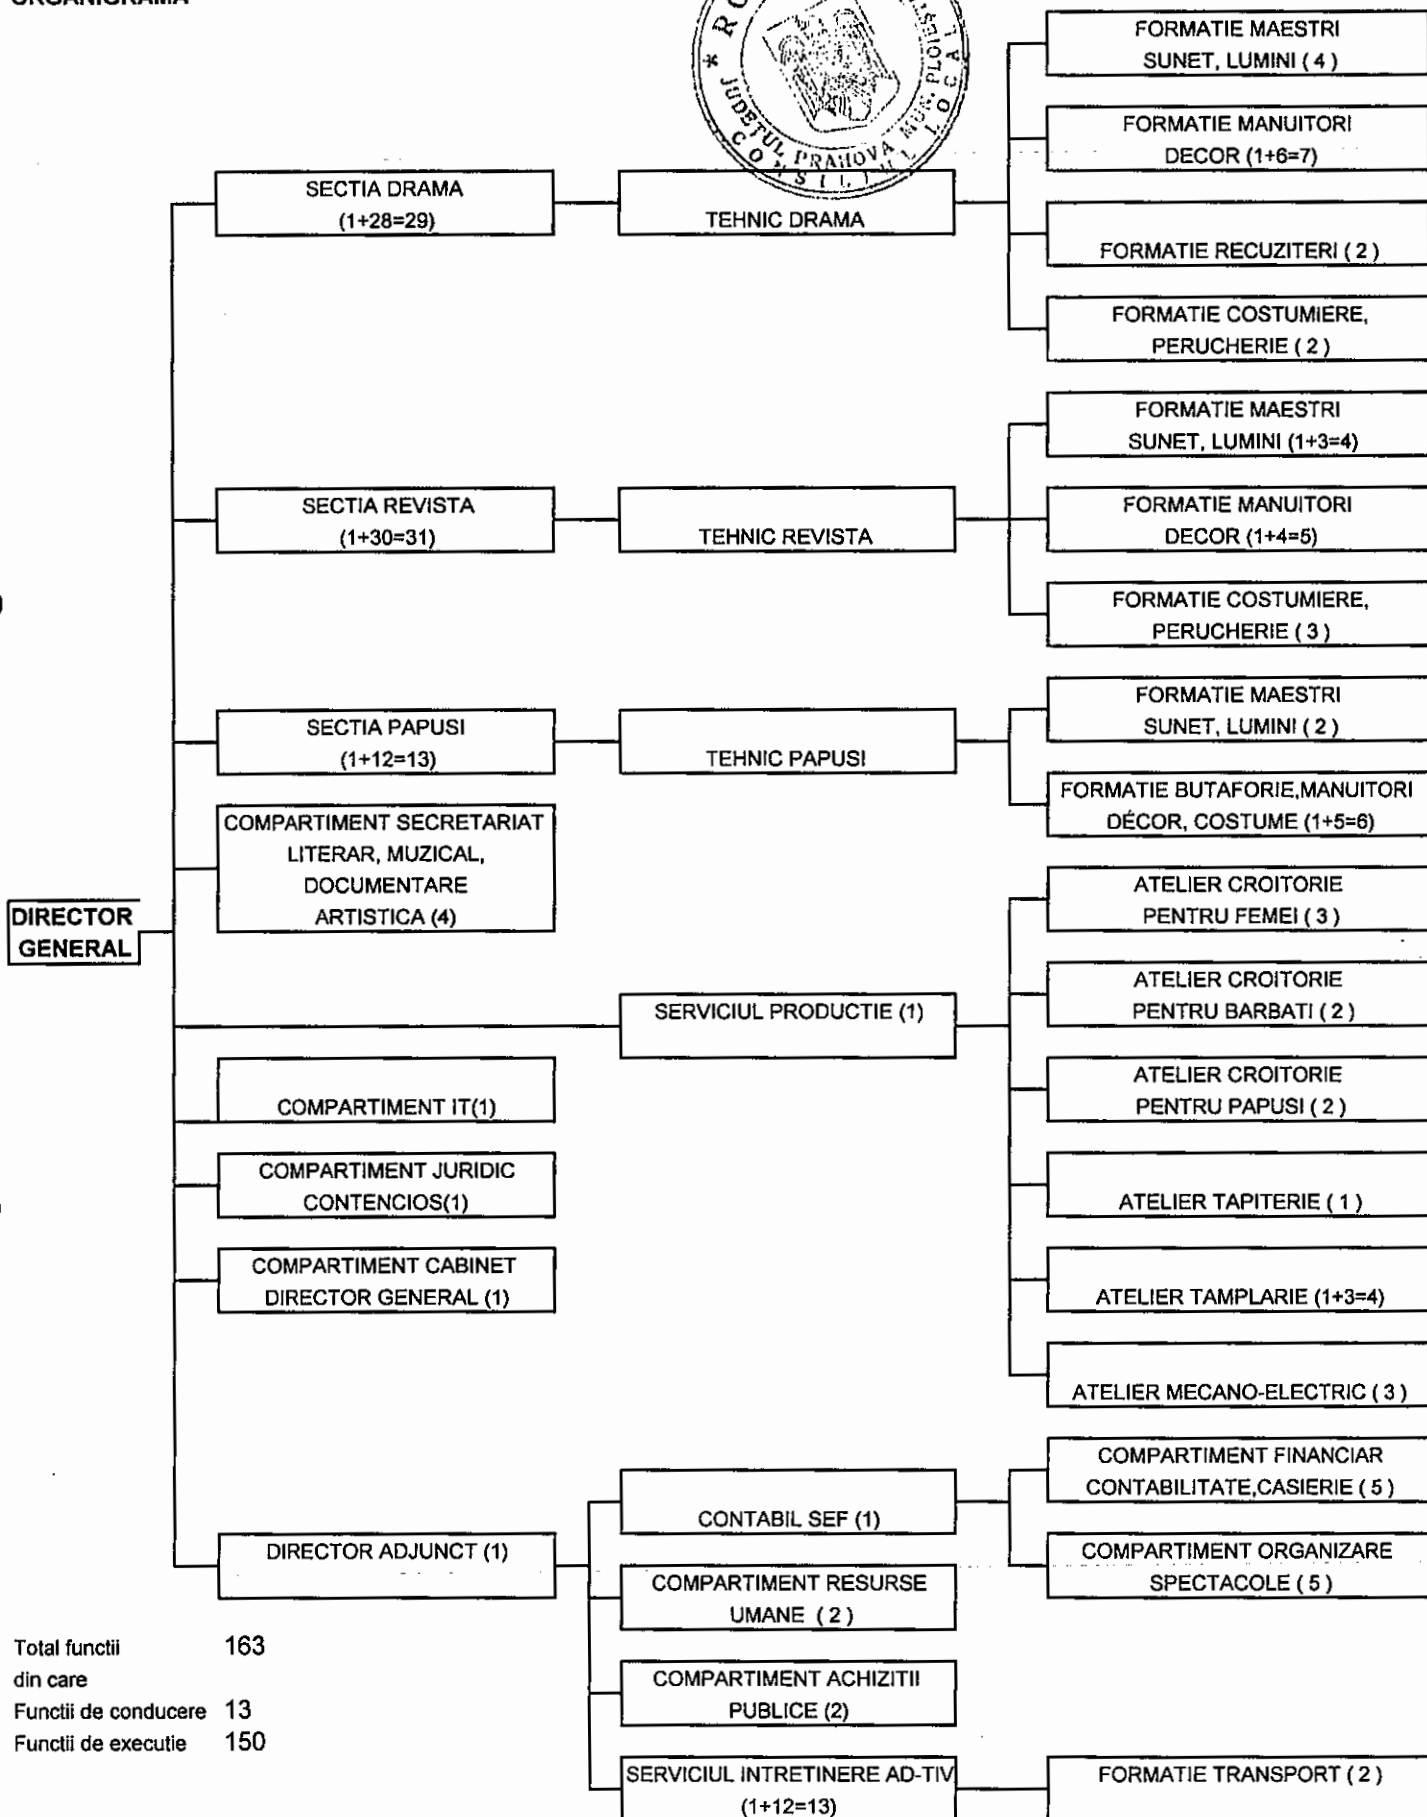 ORGANIGRAMA
* RO
JUDEŢUL PRAHOVA MUN. PLOIEŞ
CONSILIUL LOCAL
FORMATIE MAESTRI
SUNET, LUMINI ( 4 )
FORMATIE MANUITORI
DECOR (1+6=7)
SECTIA DRAMA
(1+28=29)
TEHNIC DRAMA
FORMATIE RECUZITERI ( 2 )
FORMATIE COSTUMIERE,
PERUCHERIE ( 2 )
FORMATIE MAESTRI
SUNET, LUMINI (1+3=4)
SECTIA REVISTA
(1+30=31)
TEHNIC REVISTA
FORMATIE MANUITORI
DECOR (1+4=5)
FORMATIE COSTUMIERE,
PERUCHERIE ( 3 )
FORMATIE MAESTRI
SUNET, LUMINI ( 2 )
SECTIA PAPUSI
(1+12=13)
TEHNIC PAPUSI
FORMATIE BUTAFORIE,MANUITORI
DÉCOR, COSTUME (1+5=6)
COMPARTIMENT SECRETARIAT
LITERAR, MUZICAL,
DOCUMENTARE
ARTISTICA (4)
DIRECTOR
GENERAL
ATELIER CROITORIE
PENTRU FEMEI ( 3 )
ATELIER CROITORIE
PENTRU BARBATI ( 2 )
SERVICIUL PRODUCTIE (1)
ATELIER CROITORIE
PENTRU PAPUSI ( 2 )
COMPARTIMENT IT(1)
COMPARTIMENT JURIDIC
CONTENCIOS(1)
ATELIER TAPITERIE ( 1 )
COMPARTIMENT CABINET
DIRECTOR GENERAL (1)
ATELIER TAMPLARIE (1+3=4)
ATELIER MECANO-ELECTRIC ( 3 )
COMPARTIMENT FINANCIAR
CONTABILITATE,CASIERIE ( 5 )
CONTABIL SEF (1)
DIRECTOR ADJUNCT (1)
COMPARTIMENT ORGANIZARE
SPECTACOLE ( 5 )
COMPARTIMENT RESURSE
UMANE ( 2 )
COMPARTIMENT ACHIZITII
PUBLICE (2)
SERVICIUL INTRETINERE AD-TIV
(1+12=13)
FORMATIE TRANSPORT ( 2 )
Total functii 163
din care
Functii de conducere 13
Functii de executie 150